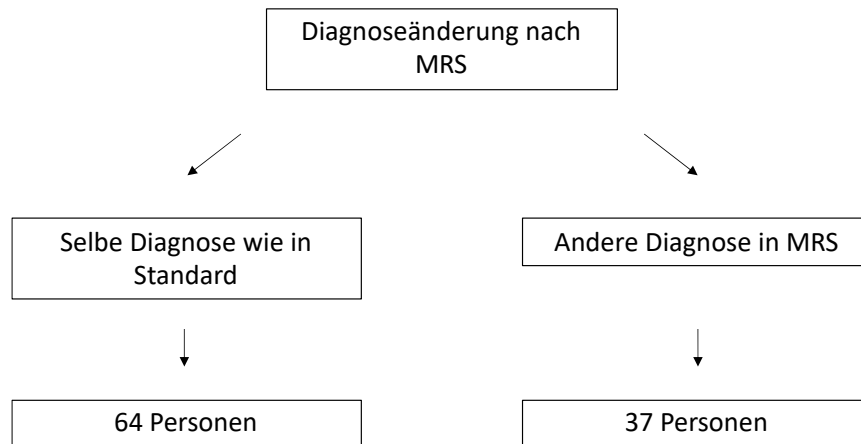 Diagnoseänderung nach
MRS
Selbe Diagnose wie in
Standard
Andere Diagnose in MRS
64 Personen
37 Personen